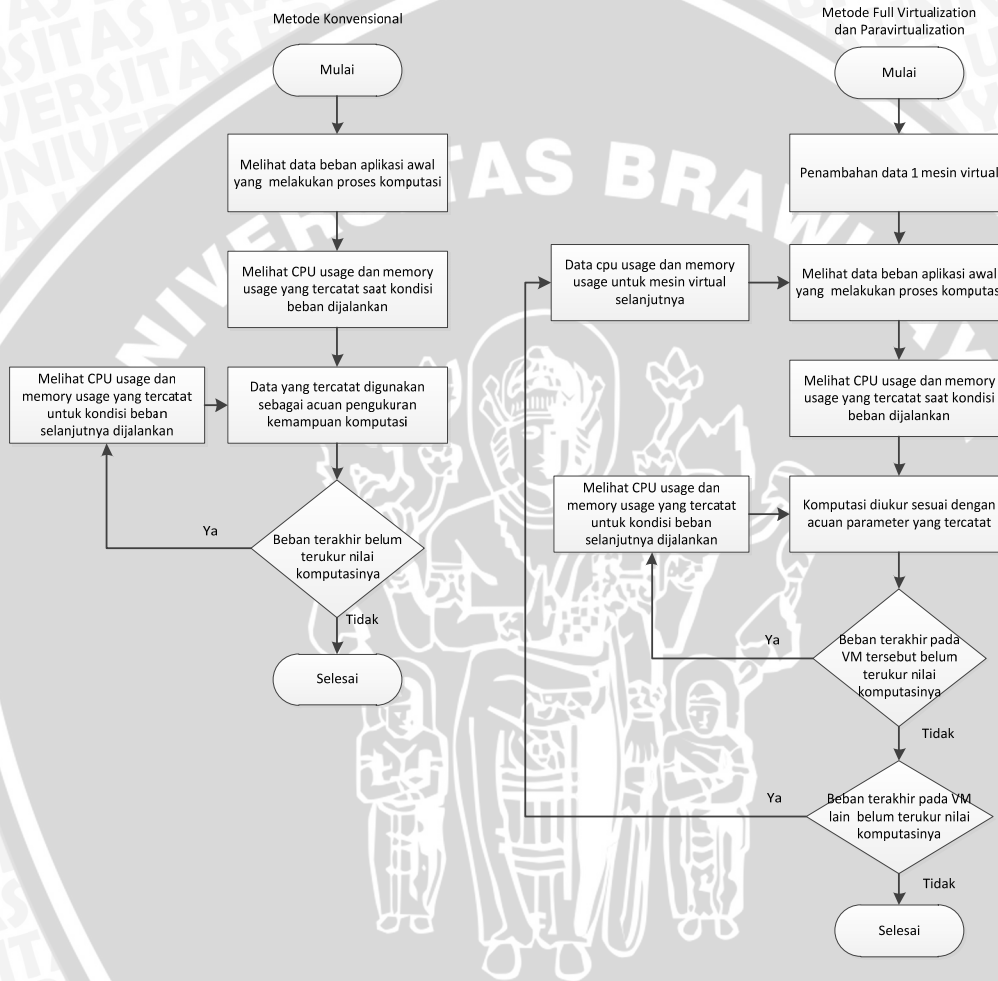 Metode Konvensional
Mulai
Melihat data beban aplikasi awal
yang melakukan proses komputasi
Melihat CPU usage dan memory
usage yang tercatat saat kondisi
beban dijalankan
Melihat CPU usage dan
memory usage yang tercatat
untuk kondisi beban
selanjutnya dijalankan
Data yang tercatat digunakan
sebagai acuan pengukuran
kemampuan komputasi
Ya
Beban terakhir belum
terukur nilai
komputasinya
Tidak
Selesai
Metode Full Virtualization
dan Paravirtualization
Mulai
Penambahan data 1 mesin virtual
Data cpu usage dan memory
usage untuk mesin virtual
selanjutnya
Melihat data beban aplikasi awal
yang melakukan proses komputas
Melihat CPU usage dan memory
usage yang tercatat saat kondisi
beban dijalankan
Melihat CPU usage dan
memory usage yang tercatat
untuk kondisi beban
selanjutnya dijalankan
Komputasi diukur sesuai dengan
acuan parameter yang tercatat
Ya
Beban terakhir pada
VM tersebut belum
terukur nilai
komputasinya
Tidak
Ya
Beban terakhir pada VM
lain belum terukur nilai
komputasinya
Tidak
Selesai
UNIVERSITAS BRAWIJAYA